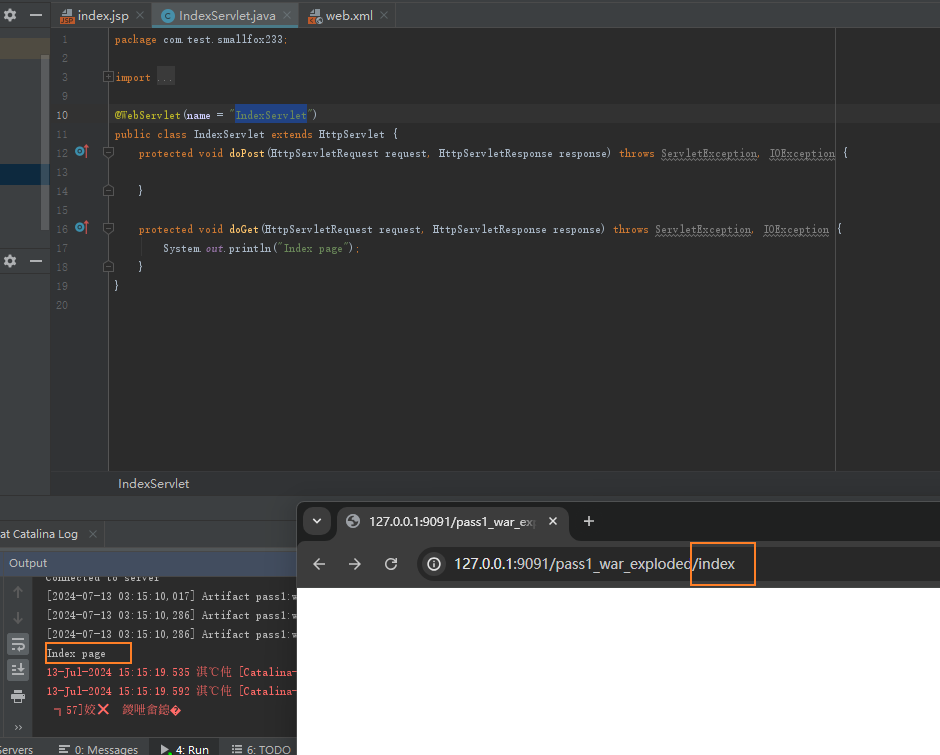 index.jsp IndexServlet.java web.xml
1 package com.test.smallfox233;
2
3 import ...
9
10 @WebServlet(name = "IndexServlet")
11 public class IndexServlet extends HttpServlet {
12 protected void doPost(HttpServletRequest request, HttpServletResponse response) throws ServletException, IOException {
13
14 }
15
16 protected void doGet(HttpServletRequest request, HttpServletResponse response) throws ServletException, IOException {
17 System.out.println("Index page");
18 }
19 }
20
IndexServlet
at Catalina Log
127.0.0.1:9091/pass1_war_exp
127.0.0.1:9091/pass1_war_exploded/index
Output
Connected to server
[2024-07-13 03:15:10,017] Artifact pass1:w
[2024-07-13 03:15:10,286] Artifact pass1:w
[2024-07-13 03:15:10,286] Artifact pass1:w
Index page
13-Jul-2024 15:15:19.535 淇℃伅 [Catalina-
13-Jul-2024 15:15:19.592 淇℃伅 [Catalina-
57]
Servers 0: Messages 4: Run 6: TODO